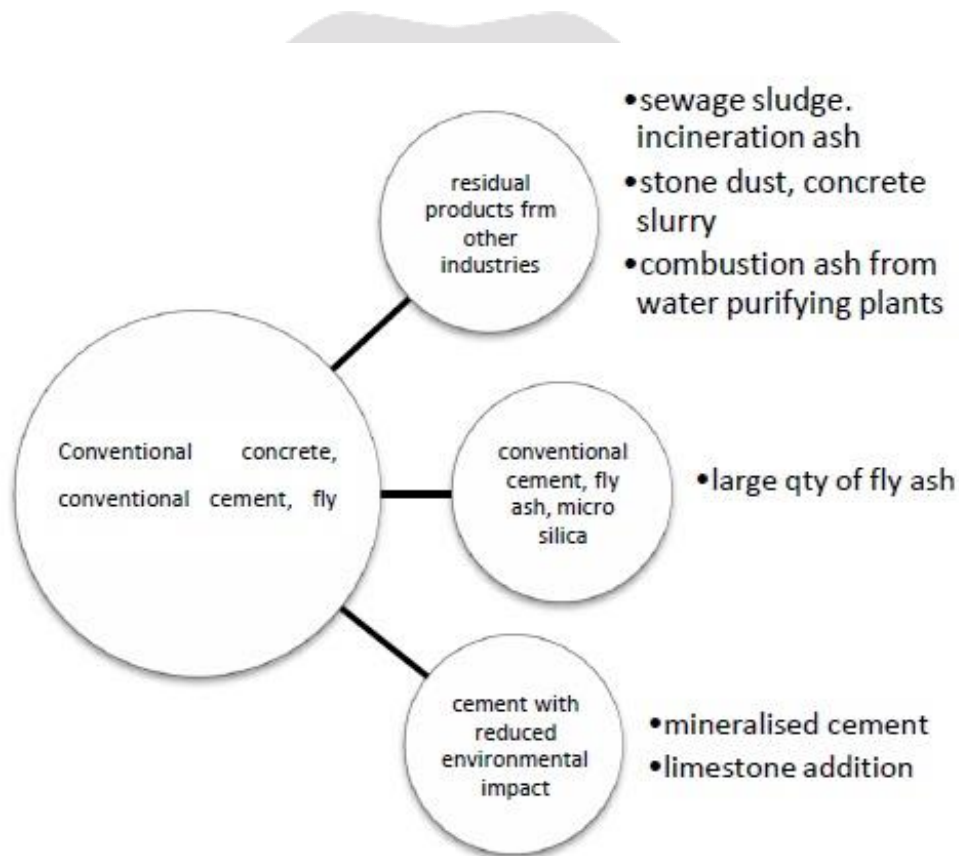 residual
products frm
other
industries
•sewage sludge.
incineration ash
•stone dust, concrete
slurry
•combustion ash from
water purifying plants
Conventional concrete,
conventional cement, fly
conventional
cement, fly
ash, micro
silica
•large qty of fly ash
cement with
reduced
environmental
impact
•mineralised cement
•limestone addition